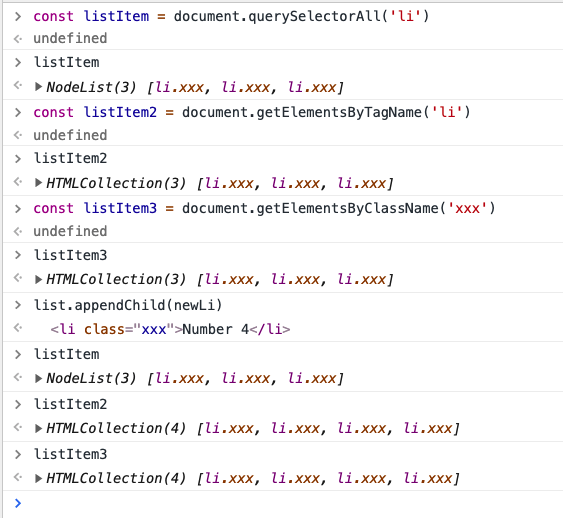 const listItem = document.querySelectorAll('li')
undefined
listItem
NodeList(3) [li.xxx, li.xxx, li.xxx]
const listItem2 = document.getElementsByTagName('li')
undefined
listItem2
HTMLCollection(3) [li.xxx, li.xxx, li.xxx]
const listItem3 = document.getElementsByClassName('xxx')
undefined
listItem3
HTMLCollection(3) [li.xxx, li.xxx, li.xxx]
list.appendChild(newLi)
<li class="xxx">Number 4</li>
listItem
NodeList(3) [li.xxx, li.xxx, li.xxx]
listItem2
HTMLCollection(4) [li.xxx, li.xxx, li.xxx, li.xxx]
listItem3
HTMLCollection(4) [li.xxx, li.xxx, li.xxx, li.xxx]